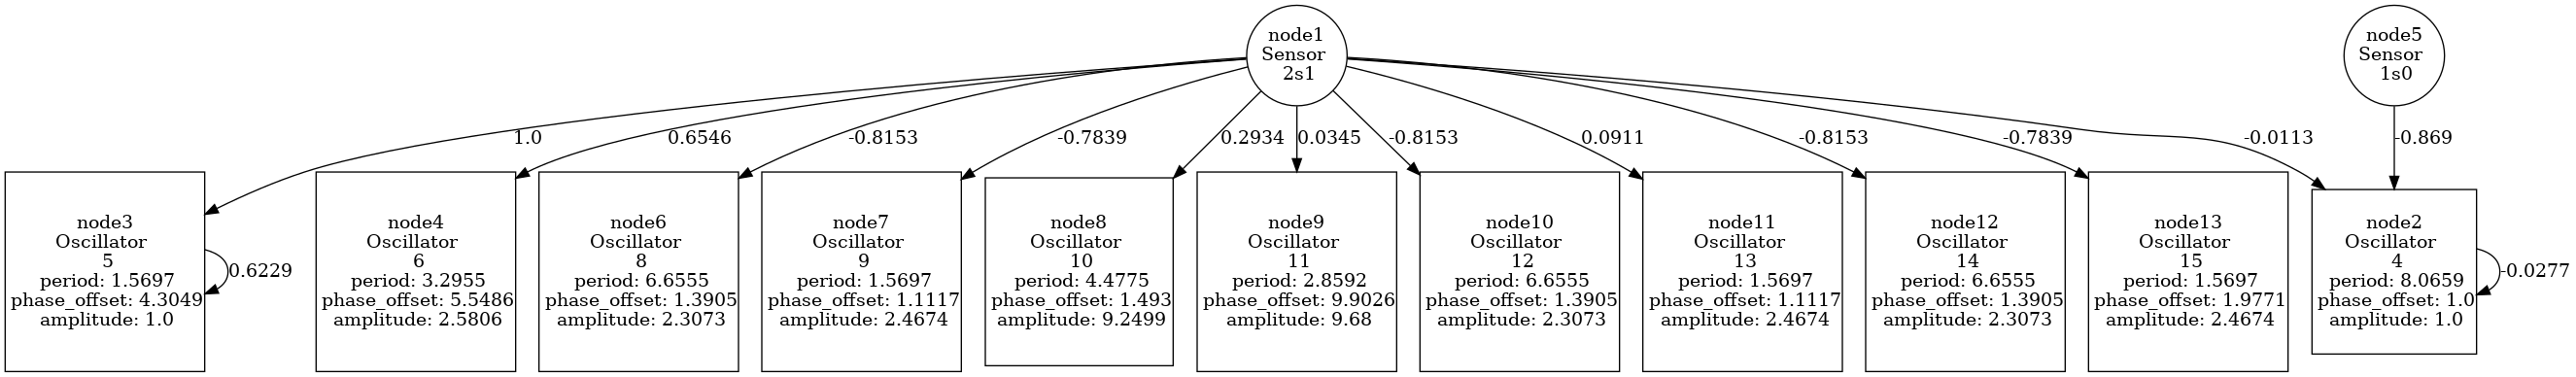 node1
Sensor
2s1
node5
Sensor
1s0
1.0
0.6546
-0.8153
-0.7839
0.2934
0.0345
-0.8153
0.0911
-0.8153
-0.7839
-0.0113
-0.869
node3
Oscillator
5
period: 1.5697
phase_offset: 4.3049
amplitude: 1.0
0.6229
node4
Oscillator
6
period: 3.2955
phase_offset: 5.5486
amplitude: 2.5806
node6
Oscillator
8
period: 6.6555
phase_offset: 1.3905
amplitude: 2.3073
node7
Oscillator
9
period: 1.5697
phase_offset: 1.1117
amplitude: 2.4674
node8
Oscillator
10
period: 4.4775
phase_offset: 1.493
amplitude: 9.2499
node9
Oscillator
11
period: 2.8592
phase_offset: 9.9026
amplitude: 9.68
node10
Oscillator
12
period: 6.6555
phase_offset: 1.3905
amplitude: 2.3073
node11
Oscillator
13
period: 1.5697
phase_offset: 1.1117
amplitude: 2.4674
node12
Oscillator
14
period: 6.6555
phase_offset: 1.3905
amplitude: 2.3073
node13
Oscillator
15
period: 1.5697
phase_offset: 1.9771
amplitude: 2.4674
node2
Oscillator
4
period: 8.0659
phase_offset: 1.0
amplitude: 1.0
-0.0277